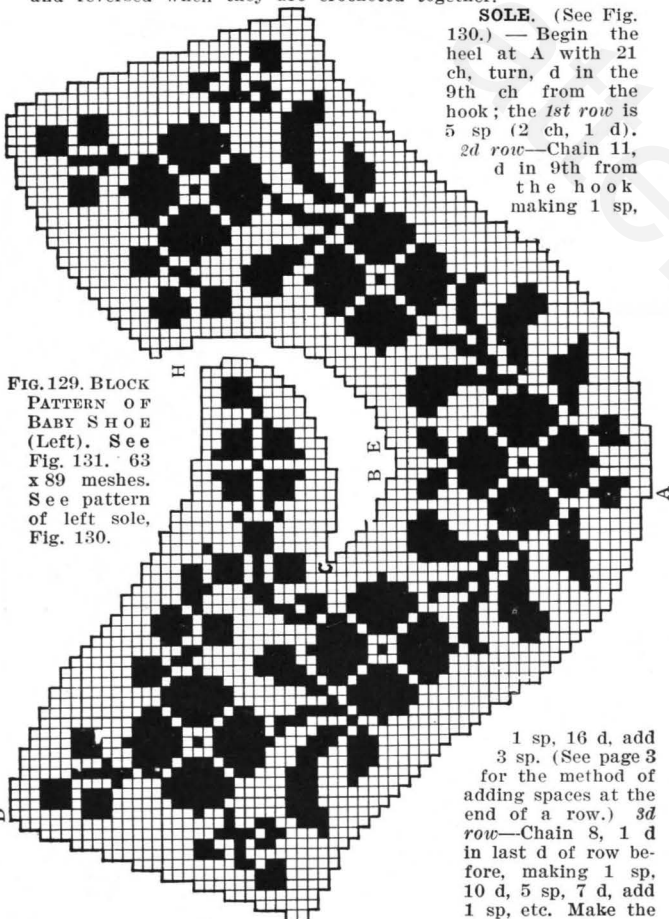 and reversed when they are crocheted together.
SOLE. (See Fig.
130.) — Begin the
heel at A with 21
ch, turn, d in the
9th ch from the
hook; the 1st row is
5 sp (2 ch, 1 d).
2d row—Chain 11,
d in 9th from
the hook
making 1 sp,
FIG. 129. BLOCK
PATTERN OF
BABY SHOE
(Left). See
Fig. 131. 63
x 89 meshes.
See pattern
of left sole,
Fig. 130.
H
B E
A
C
1 sp, 16 d, add
3 sp. (See page 3
for the method of
adding spaces at the
end of a row.) 3d
row—Chain 8, 1 d
in last d of row be-
fore, making 1 sp,
10 d, 5 sp, 7 d, add
1 sp, etc. Make the